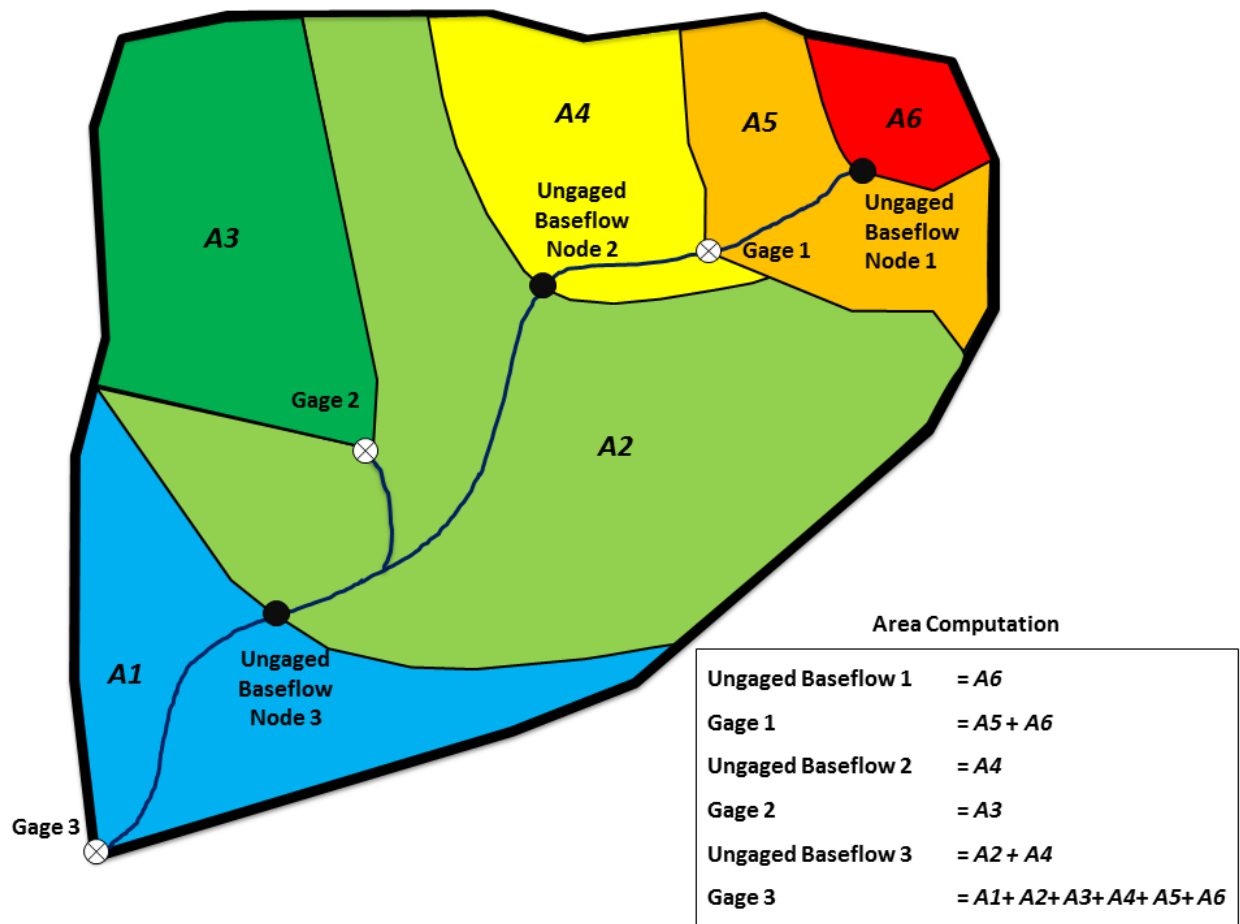 A4
A5
A6
Ungaged
Baseflow
Node 2
Ungaged
Baseflow
Node 1
A3
Gage 1
Gage 2
A2
Area Computation
A1
Ungaged
Baseflow
Node 3
Gage 3
Ungaged Baseflow 1 = A6
Gage 1 = A5 + A6
Ungaged Baseflow 2 = A4
Gage 2 = A3
Ungaged Baseflow 3 = A2 + A4
Gage 3 = A1+ A2+ A3+ A4+ A5+ A6